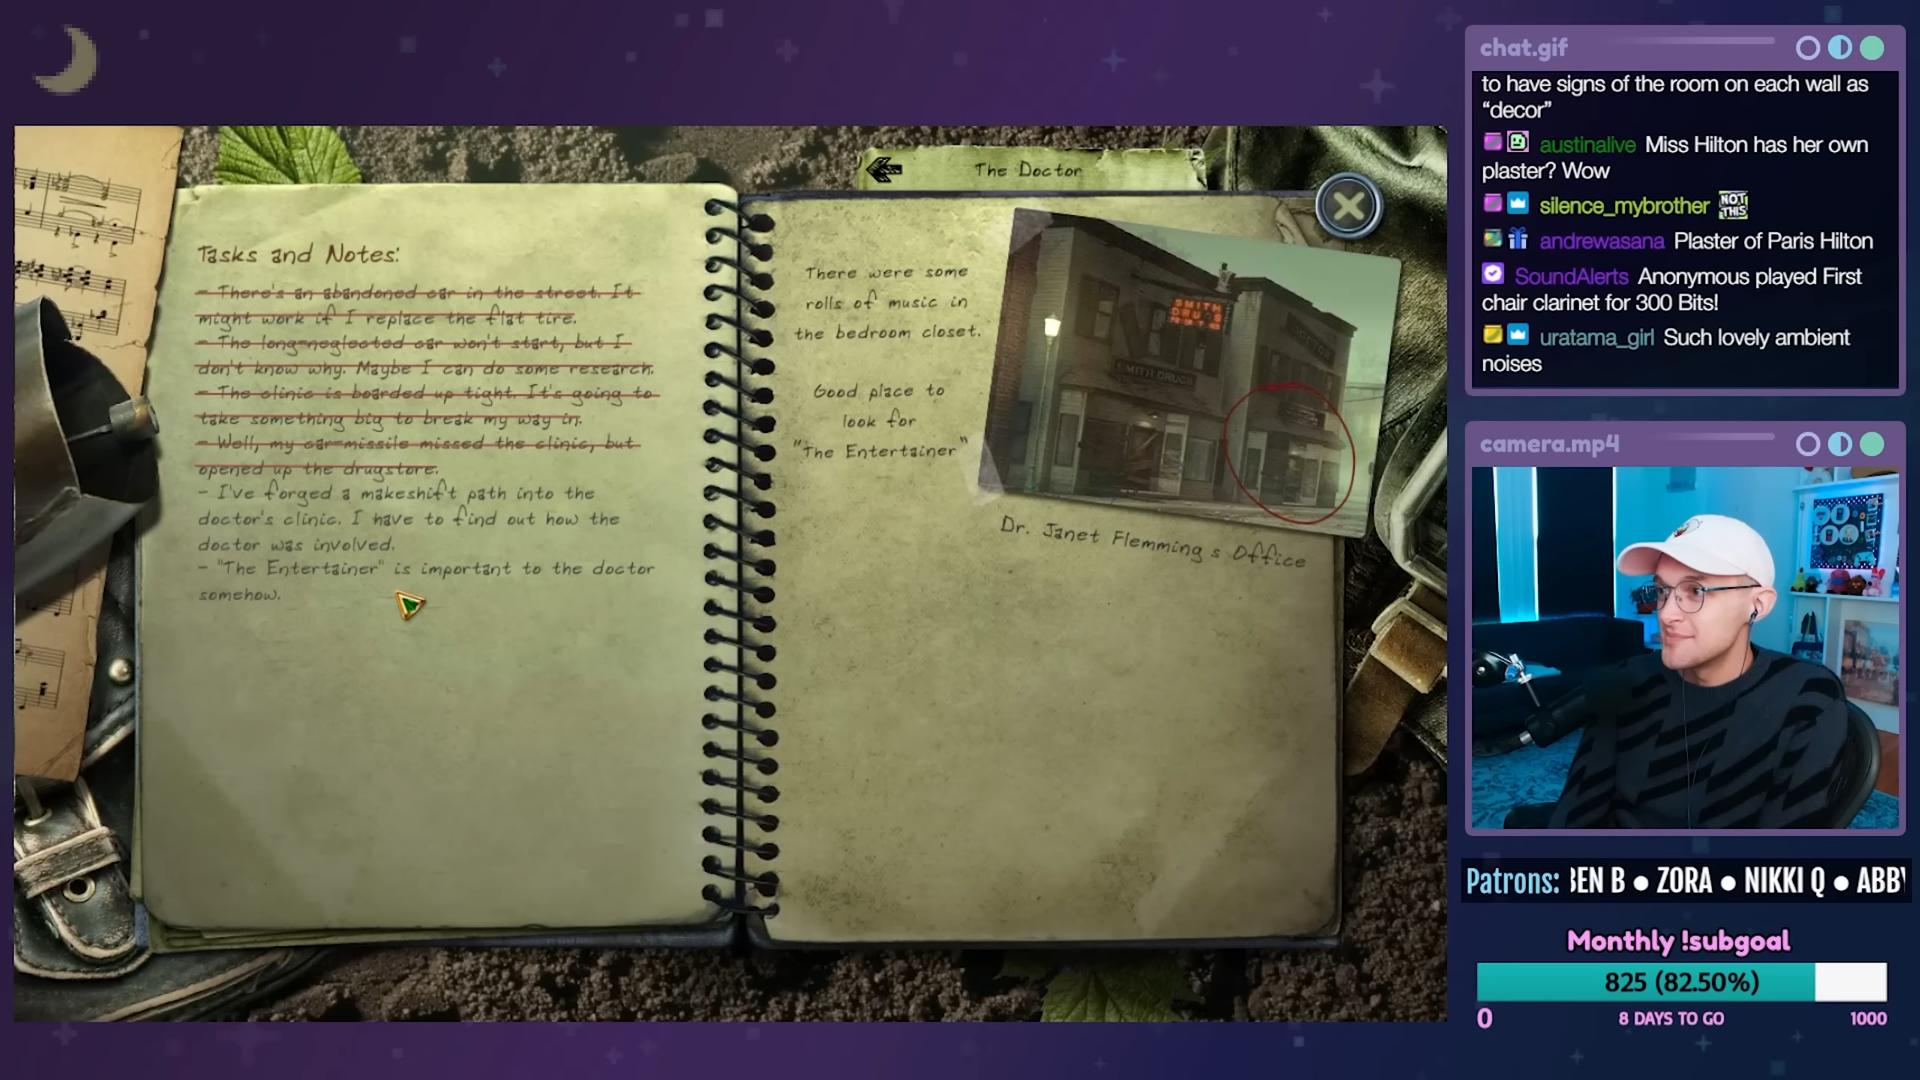 Tasks and Notes:
- There's an abandoned car in the street. It
might work if I replace the flat tire.
- The long-neglected car won't start, but I
don't know why. Maybe I can do some research.
- The clinic is boarded up tight. It's going to
take something big to break my way in.
- Well, my car-missile missed the clinic, but
opened up the drugstore.
- I've forged a makeshift path into the
doctor's clinic. I have to find out how the
doctor was involved.
- "The Entertainer" is important to the doctor
somehow.
The Doctor
There were some
rolls of music in
the bedroom closet.
Good place to
look for
"The Entertainer"
SMITH
DRUGS
SMITH DRUGS
Dr. Janet Flemming s Office
chat.gif
to have signs of the room on each wall as
“decor”
austinalive Miss Hilton has her own
plaster? Wow
silence_mybrother NOT THIS
andrewasana Plaster of Paris Hilton
SoundAlerts Anonymous played First
chair clarinet for 300 Bits!
uratama_girl Such lovely ambient
noises
camera.mp4
Patrons: BEN B ● ZORA ● NIKKI Q ● ABBY
Monthly !subgoal
825 (82.50%)
0 8 DAYS TO GO 1000